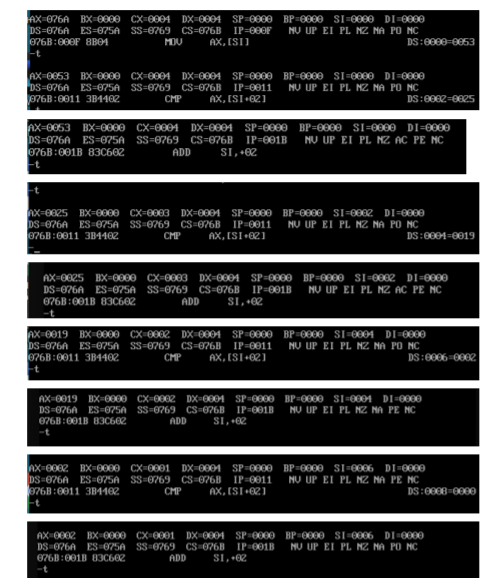 AX=076A BX=0000 CX=0004 DX=0004 SP=0000 BP=0000 SI=0000 DI=0000
DS=076A ES=075A SS=0769 CS=076B IP=000F NV UP EI PL NZ NA PO NC
076B:000F 8B04 MOV AX,[SI] DS:0000=0053
-t
AX=0053 BX=0000 CX=0004 DX=0004 SP=0000 BP=0000 SI=0000 DI=0000
DS=076A ES=075A SS=0769 CS=076B IP=0011 NV UP EI PL NZ NA PO NC
076B:0011 3B4402 CMP AX,[SI+02] DS:0002=0025
-t
AX=0053 BX=0000 CX=0004 DX=0004 SP=0000 BP=0000 SI=0000 DI=0000
DS=076A ES=075A SS=0769 CS=076B IP=001B NV UP EI PL NZ AC PE NC
076B:001B 83C602 ADD SI,+02
-t
-t
AX=0025 BX=0000 CX=0003 DX=0004 SP=0000 BP=0000 SI=0002 DI=0000
DS=076A ES=075A SS=0769 CS=076B IP=0011 NV UP EI PL NZ NA PO NC
076B:0011 3B4402 CMP AX,[SI+02] DS:0004=0019
-
AX=0025 BX=0000 CX=0003 DX=0004 SP=0000 BP=0000 SI=0002 DI=0000
DS=076A ES=075A SS=0769 CS=076B IP=001B NV UP EI PL NZ AC PE NC
076B:001B 83C602 ADD SI,+02
-t
AX=0019 BX=0000 CX=0002 DX=0004 SP=0000 BP=0000 SI=0004 DI=0000
DS=076A ES=075A SS=0769 CS=076B IP=0011 NV UP EI PL NZ NA PO NC
076B:0011 3B4402 CMP AX,[SI+02] DS:0006=0002
-t
AX=0019 BX=0000 CX=0002 DX=0004 SP=0000 BP=0000 SI=0004 DI=0000
DS=076A ES=075A SS=0769 CS=076B IP=001B NV UP EI PL NZ NA PE NC
076B:001B 83C602 ADD SI,+02
-t
AX=0002 BX=0000 CX=0001 DX=0004 SP=0000 BP=0000 SI=0006 DI=0000
DS=076A ES=075A SS=0769 CS=076B IP=0011 NV UP EI PL NZ NA PE NC
076B:0011 3B4402 CMP AX,[SI+02] DS:0008=0000
-t
AX=0002 BX=0000 CX=0001 DX=0004 SP=0000 BP=0000 SI=0006 DI=0000
DS=076A ES=075A SS=0769 CS=076B IP=001B NV UP EI PL NZ NA PO NC
076B:001B 83C602 ADD SI,+02
-t